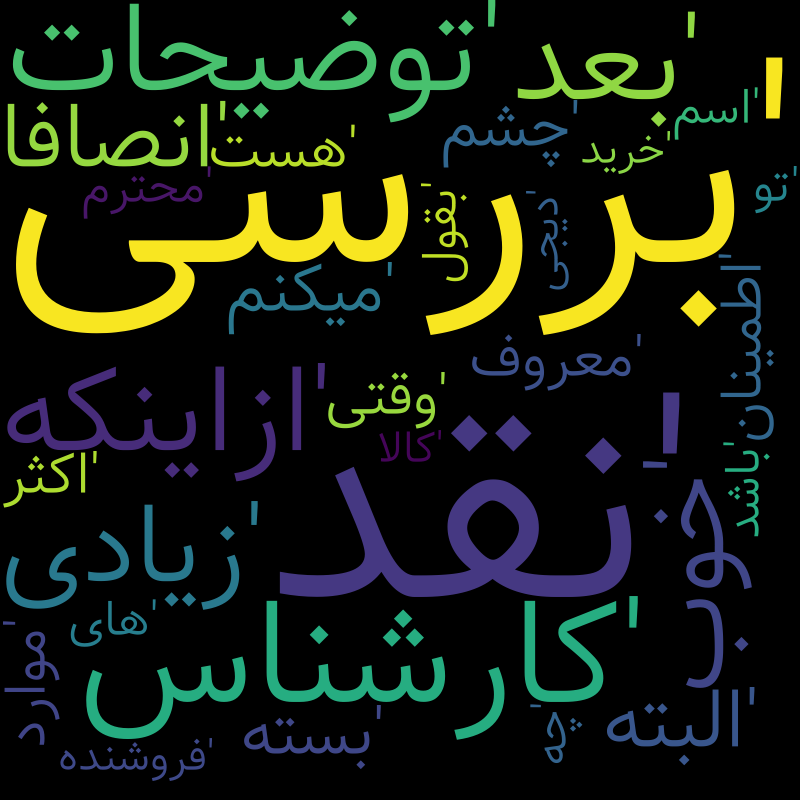 'توضیحات
'بعد
'اسم
'انصافا
'هست
'چشم
'خرید
'تو
'محترم
'بررسی
'بقول
'دیجی
'میکنم
'اطمینان
'معروف
'ازاینکه
'وقتی
'کالا
'نقد
'اکثر
'باشد
'خوب
'زیادی
'های
'کارشناس
'موارد
'بسته
'چه
'البته
'فروشنده